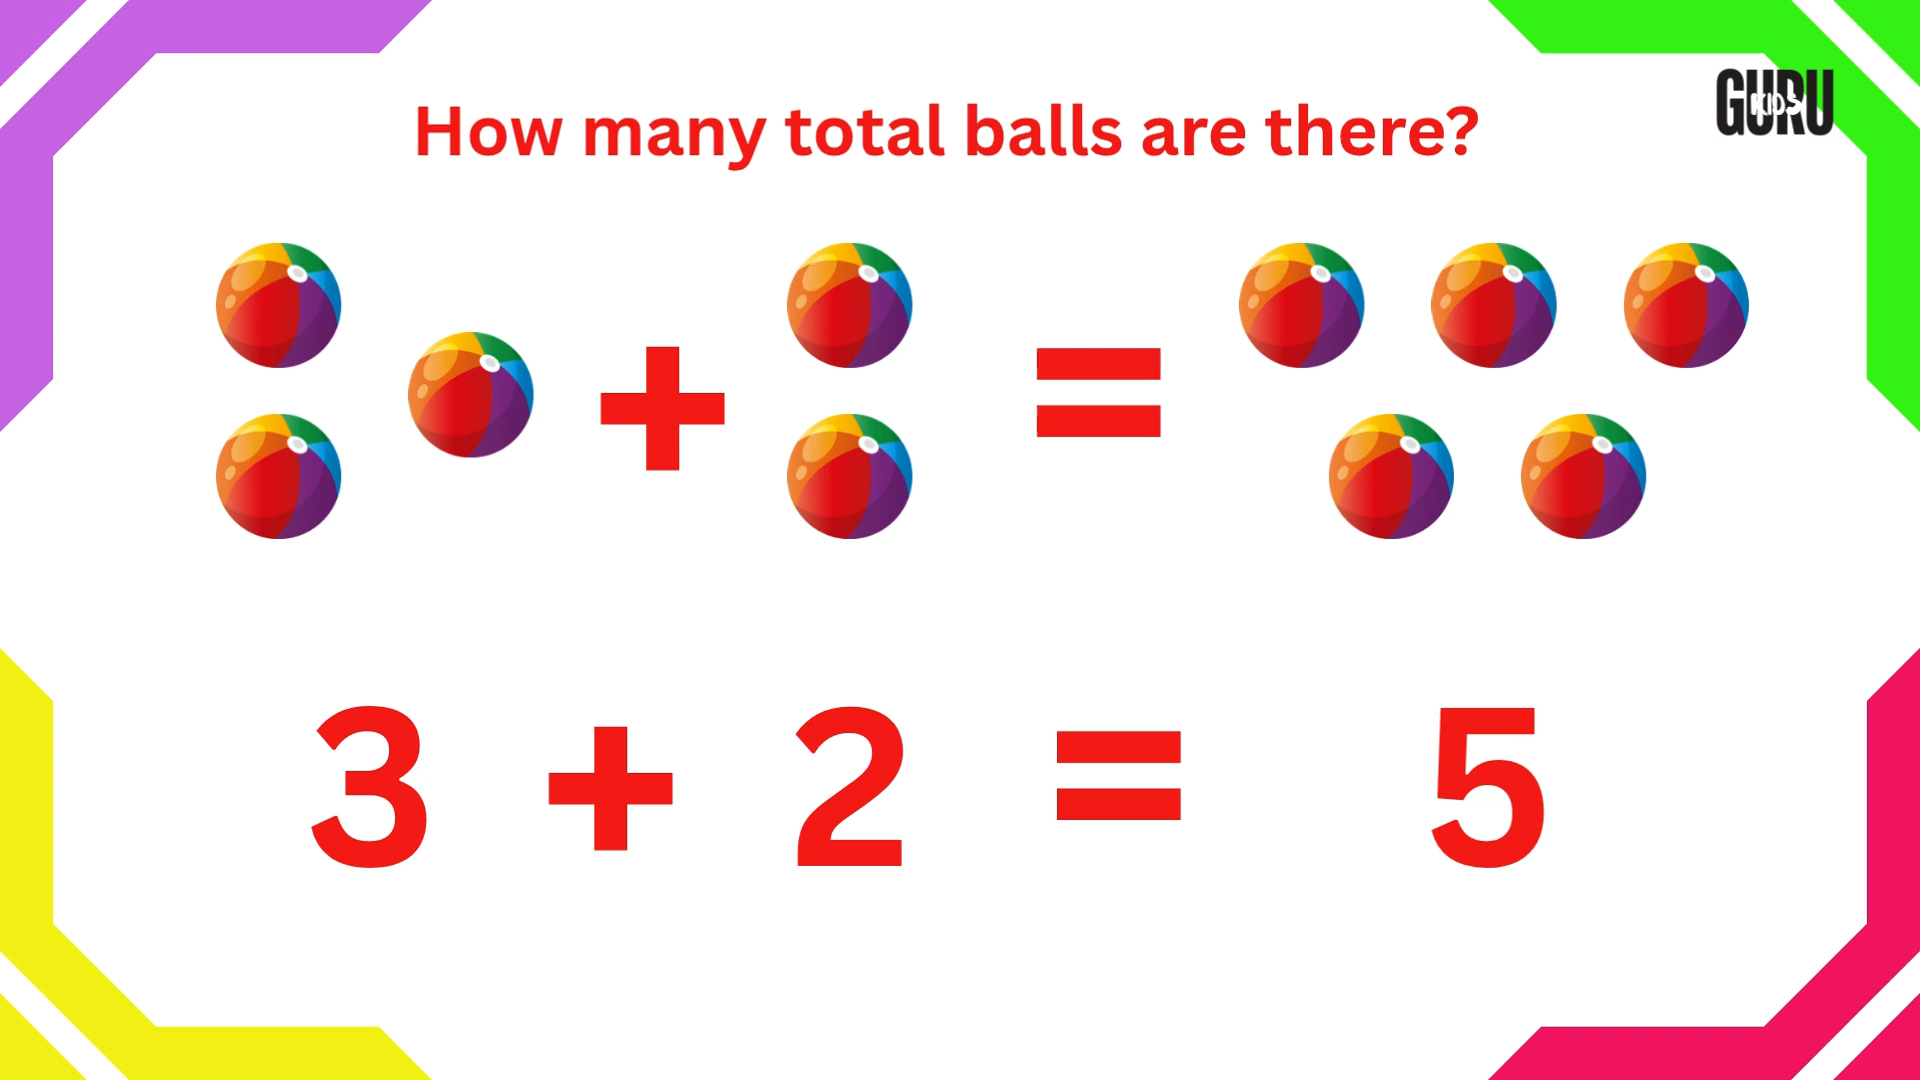 How many total balls are there?
GURU
KIDS
+ =
3 + 2 = 5